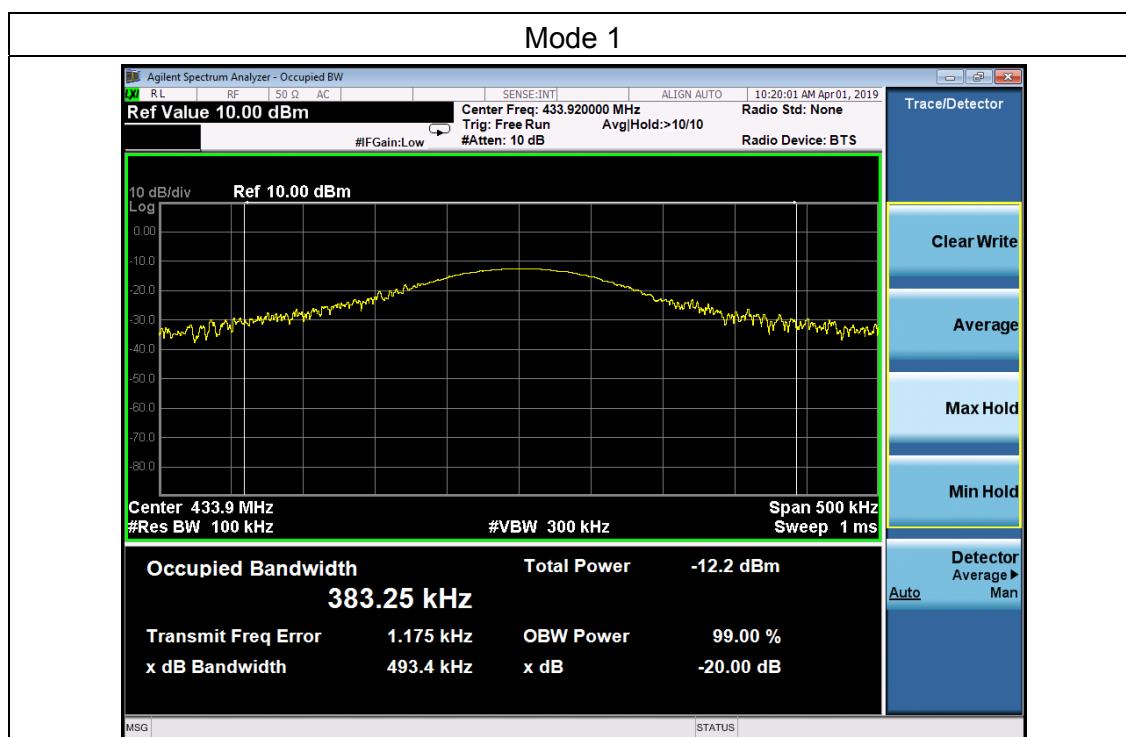 Mode 1
Agilent Spectrum Analyzer - Occupied BW
LXI RL RF 50 Ω AC SENSE:INT ALIGN AUTO 10:20:01 AM Apr 01, 2019
Ref Value 10.00 dBm Center Freq: 433.920000 MHz Radio Std: None
Trig: Free Run Avg|Hold:>10/10
#IFGain:Low #Atten: 10 dB Radio Device: BTS
Trace/Detector
10 dB/div Ref 10.00 dBm
Log
0.00
-10.0
-20.0
-30.0
-40.0
-50.0
-60.0
-70.0
-80.0
Center 433.9 MHz Span 500 kHz
#Res BW 100 kHz #VBW 300 kHz Sweep 1 ms
Occupied Bandwidth Total Power -12.2 dBm
383.25 kHz
Transmit Freq Error 1.175 kHz OBW Power 99.00 %
x dB Bandwidth 493.4 kHz x dB -20.00 dB
Clear Write
Average
Max Hold
Min Hold
Detector
Average▶
Auto Man
MSG STATUS